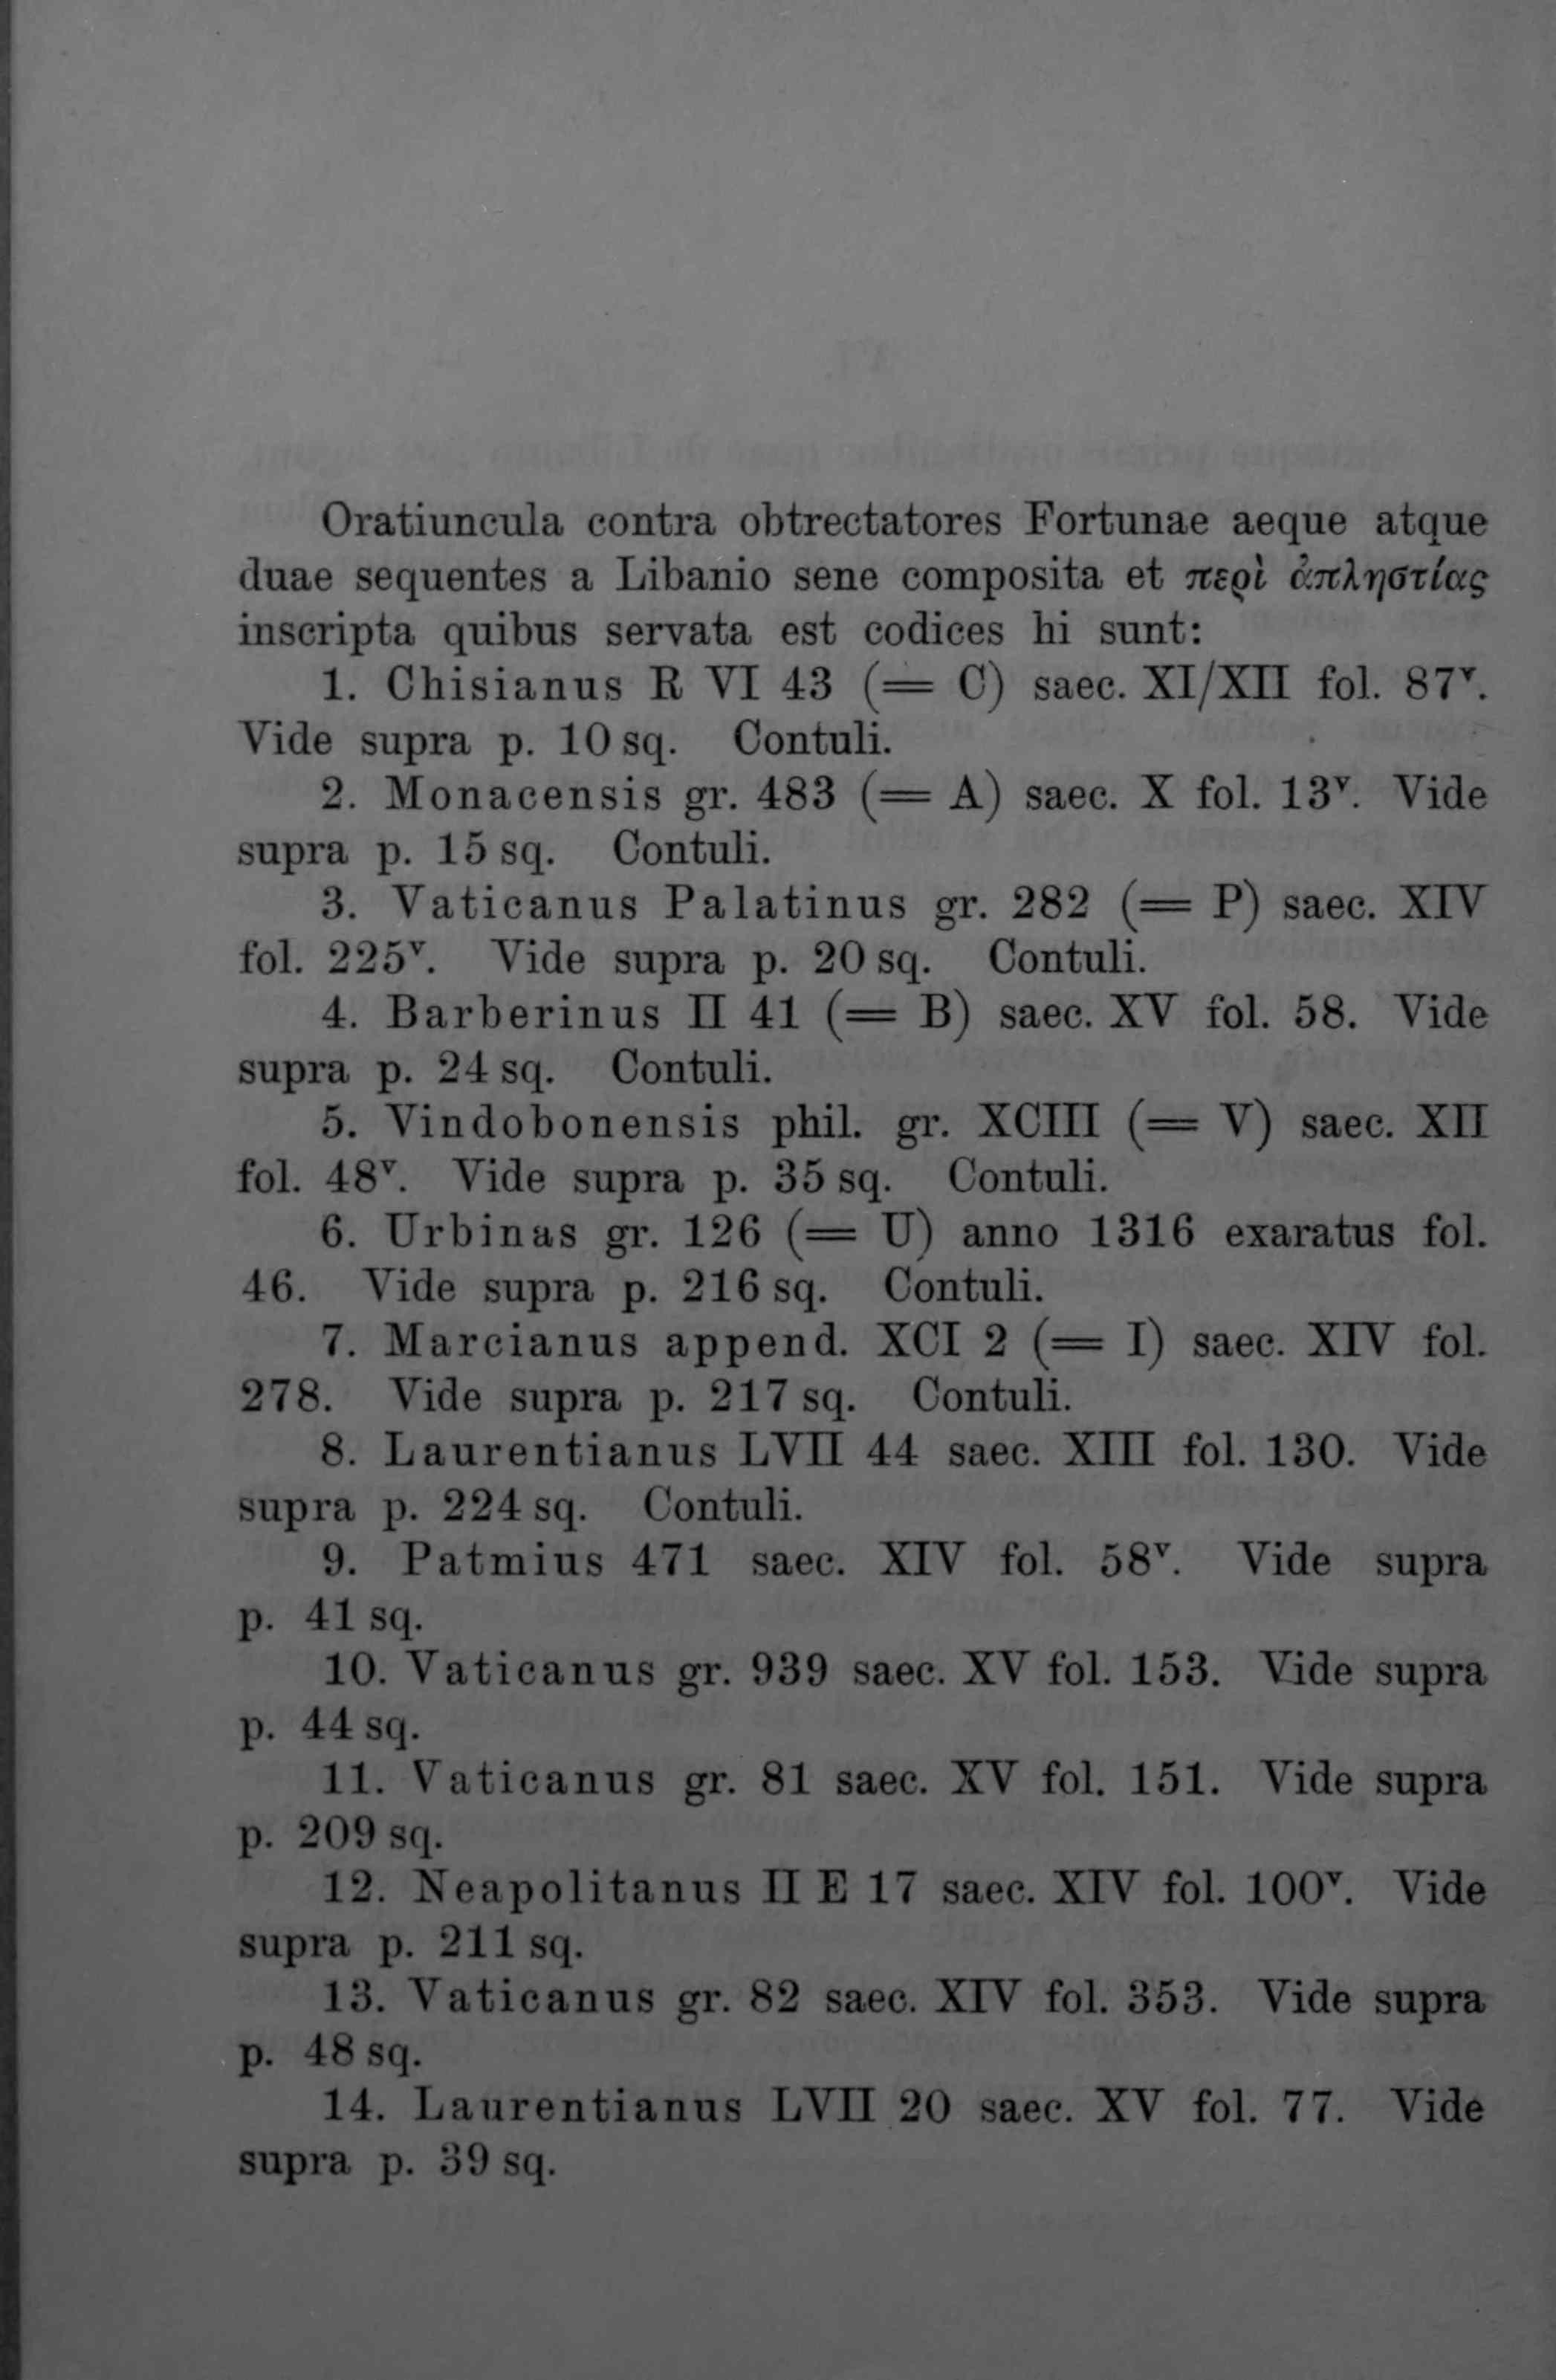 Oratiuncula contra obtrectatores Fortunae aeque atque
duae sequentes a Libanio sene composita et περὶ ἀπληστίας
inscripta quibus servata est codices hi sunt:
1. Chisianus R VI 43 (= C) saec. XI/XII fol. 87ᵛ.
Vide supra p. 10 sq. Contuli.
2. Monacensis gr. 483 (= A) saec. X fol. 13ᵛ. Vide
supra p. 15 sq. Contuli.
3. Vaticanus Palatinus gr. 282 (= P) saec. XIV
fol. 225ᵛ. Vide supra p. 20 sq. Contuli.
4. Barberinus II 41 (= B) saec. XV fol. 58. Vide
supra p. 24 sq. Contuli.
5. Vindobonensis phil. gr. XCIII (= V) saec. XII
fol. 48ᵛ. Vide supra p. 35 sq. Contuli.
6. Urbinas gr. 126 (= U) anno 1316 exaratus fol.
46. Vide supra p. 216 sq. Contuli.
7. Marcianus append. XCI 2 (= I) saec. XIV fol.
278. Vide supra p. 217 sq. Contuli.
8. Laurentianus LVII 44 saec. XIII fol. 130. Vide
supra p. 224 sq. Contuli.
9. Patmius 471 saec. XIV fol. 58ᵛ. Vide supra
p. 41 sq.
10. Vaticanus gr. 939 saec. XV fol. 153. Vide supra
p. 44 sq.
11. Vaticanus gr. 81 saec. XV fol. 151. Vide supra
p. 209 sq.
12. Neapolitanus II E 17 saec. XIV fol. 100ᵛ. Vide
supra p. 211 sq.
13. Vaticanus gr. 82 saec. XIV fol. 353. Vide supra
p. 48 sq.
14. Laurentianus LVII 20 saec. XV fol. 77. Vide
supra p. 39 sq.